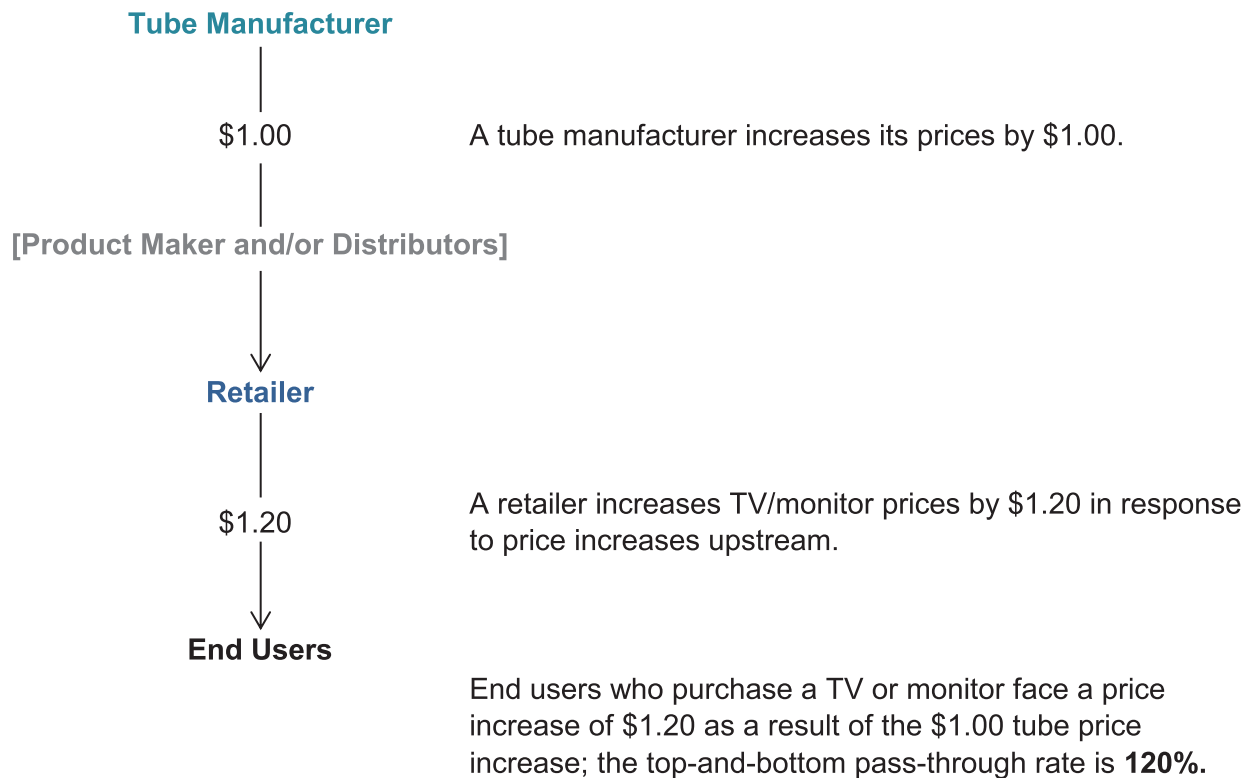 Tube Manufacturer
$1.00
A tube manufacturer increases its prices by $1.00.
[Product Maker and/or Distributors]
Retailer
$1.20
A retailer increases TV/monitor prices by $1.20 in response
to price increases upstream.
End Users
End users who purchase a TV or monitor face a price
increase of $1.20 as a result of the $1.00 tube price
increase; the top-and-bottom pass-through rate is 120%.